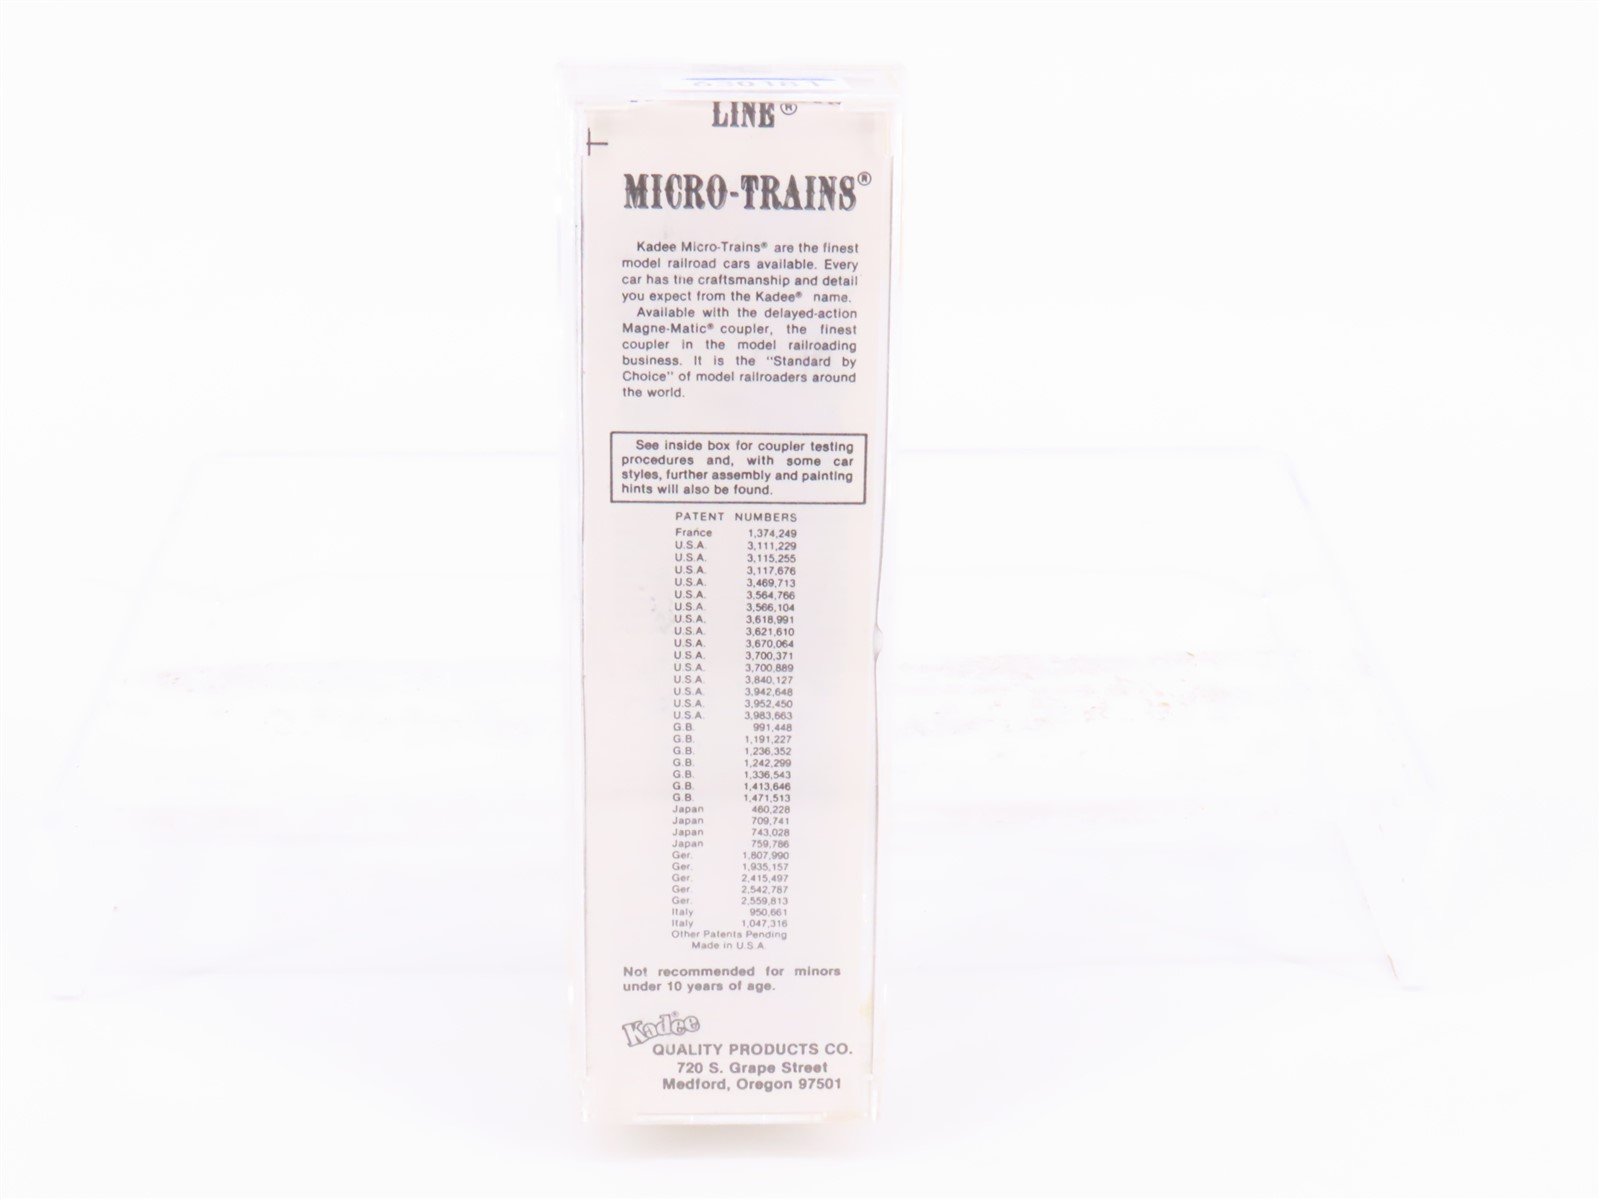 LINE®
MICRO-TRAINS®
Kadee Micro-Trains® are the finest
model railroad cars available. Every
car has the craftsmanship and detail
you expect from the Kadee® name.
Available with the delayed-action
Magne-Matic® coupler, the finest
coupler in the model railroading
business. It is the "Standard by
Choice" of model railroaders around
the world.
See inside box for coupler testing
procedures and, with some car
styles, further assembly and painting
hints will also be found.
PATENT NUMBERS
France 1,374,249
U.S.A. 3,111,229
U.S.A. 3,115,255
U.S.A. 3,117,676
U.S.A. 3,469,713
U.S.A. 3,564,766
U.S.A. 3,566,104
U.S.A. 3,618,991
U.S.A. 3,621,610
U.S.A. 3,670,064
U.S.A. 3,700,371
U.S.A. 3,700,889
U.S.A. 3,840,127
U.S.A. 3,942,648
U.S.A. 3,952,450
U.S.A. 3,983,663
G.B. 991,448
G.B. 1,191,227
G.B. 1,236,352
G.B. 1,242,299
G.B. 1,336,543
G.B. 1,413,646
G.B. 1,471,513
Japan 460,228
Japan 709,741
Japan 743,028
Japan 759,786
Ger. 1,807,990
Ger. 1,935,157
Ger. 2,415,497
Ger. 2,542,787
Ger. 2,559,813
Italy 950,661
Italy 1,047,316
Other Patents Pending
Made in U.S.A.
Not recommended for minors
under 10 years of age.
Kadee®
QUALITY PRODUCTS CO.
720 S. Grape Street
Medford, Oregon 97501